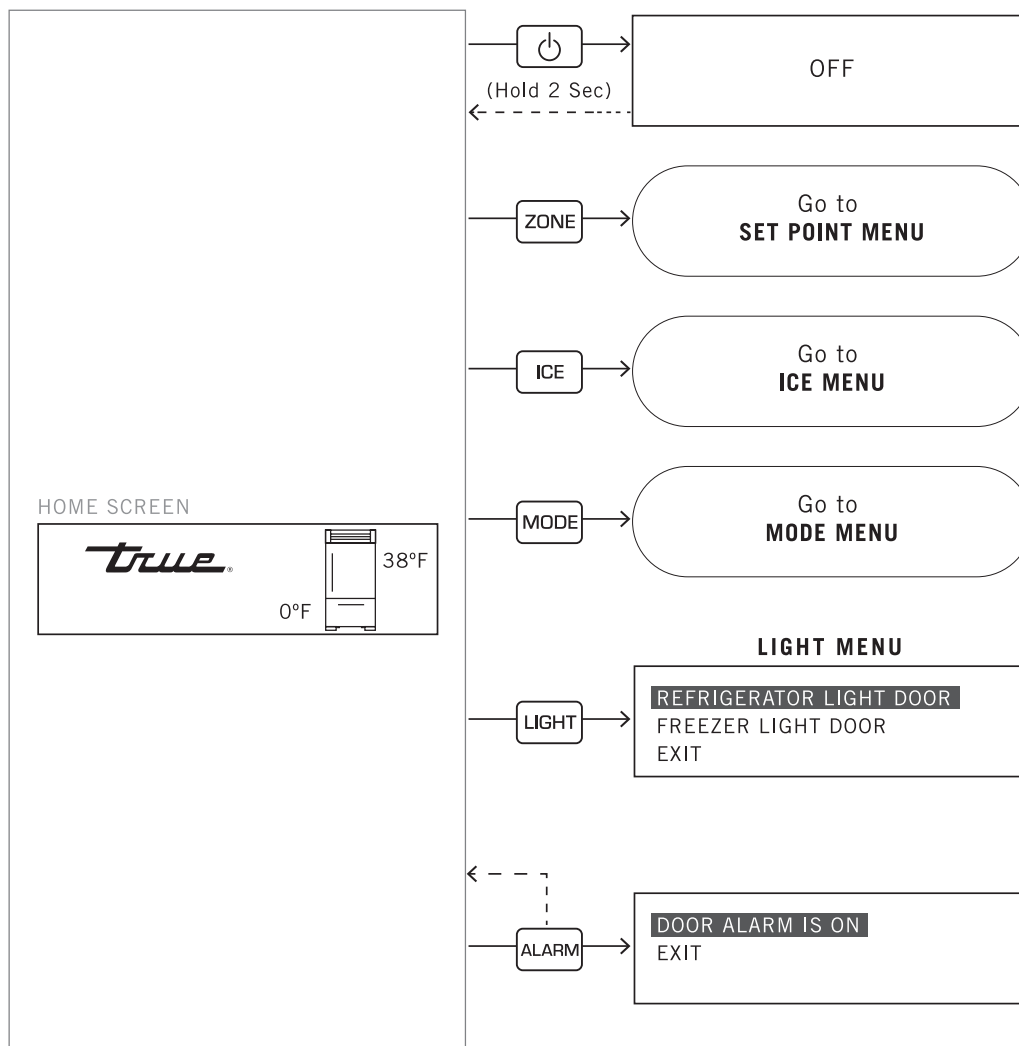 OFF
(Hold 2 Sec)
ZONE
Go to
SET POINT MENU
ICE
Go to
ICE MENU
HOME SCREEN
true®
38°F
0°F
MODE
Go to
MODE MENU
LIGHT MENU
LIGHT
REFRIGERATOR LIGHT DOOR
FREEZER LIGHT DOOR
EXIT
ALARM
DOOR ALARM IS ON
EXIT